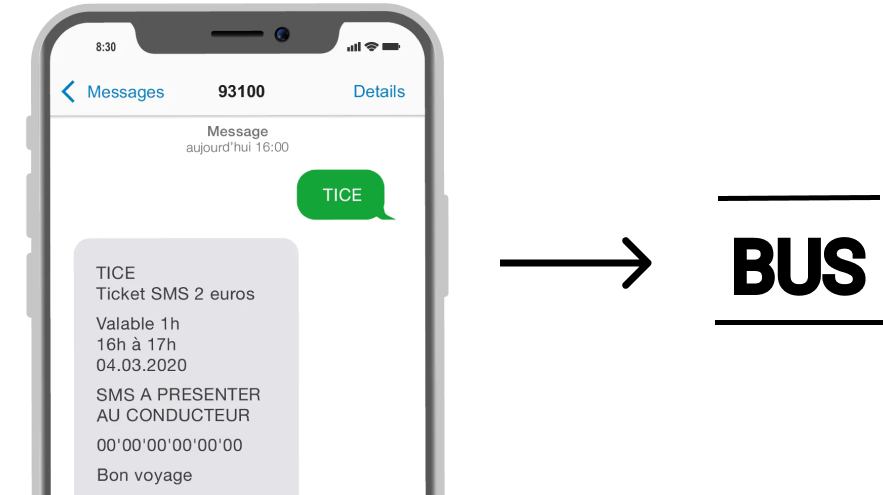 8:30
Messages 93100 Details
Message
aujourd'hui 16:00
TICE
TICE
Ticket SMS 2 euros
Valable 1h
16h à 17h
04.03.2020
SMS A PRESENTER
AU CONDUCTEUR
00'00'00'00'00'00
Bon voyage
BUS